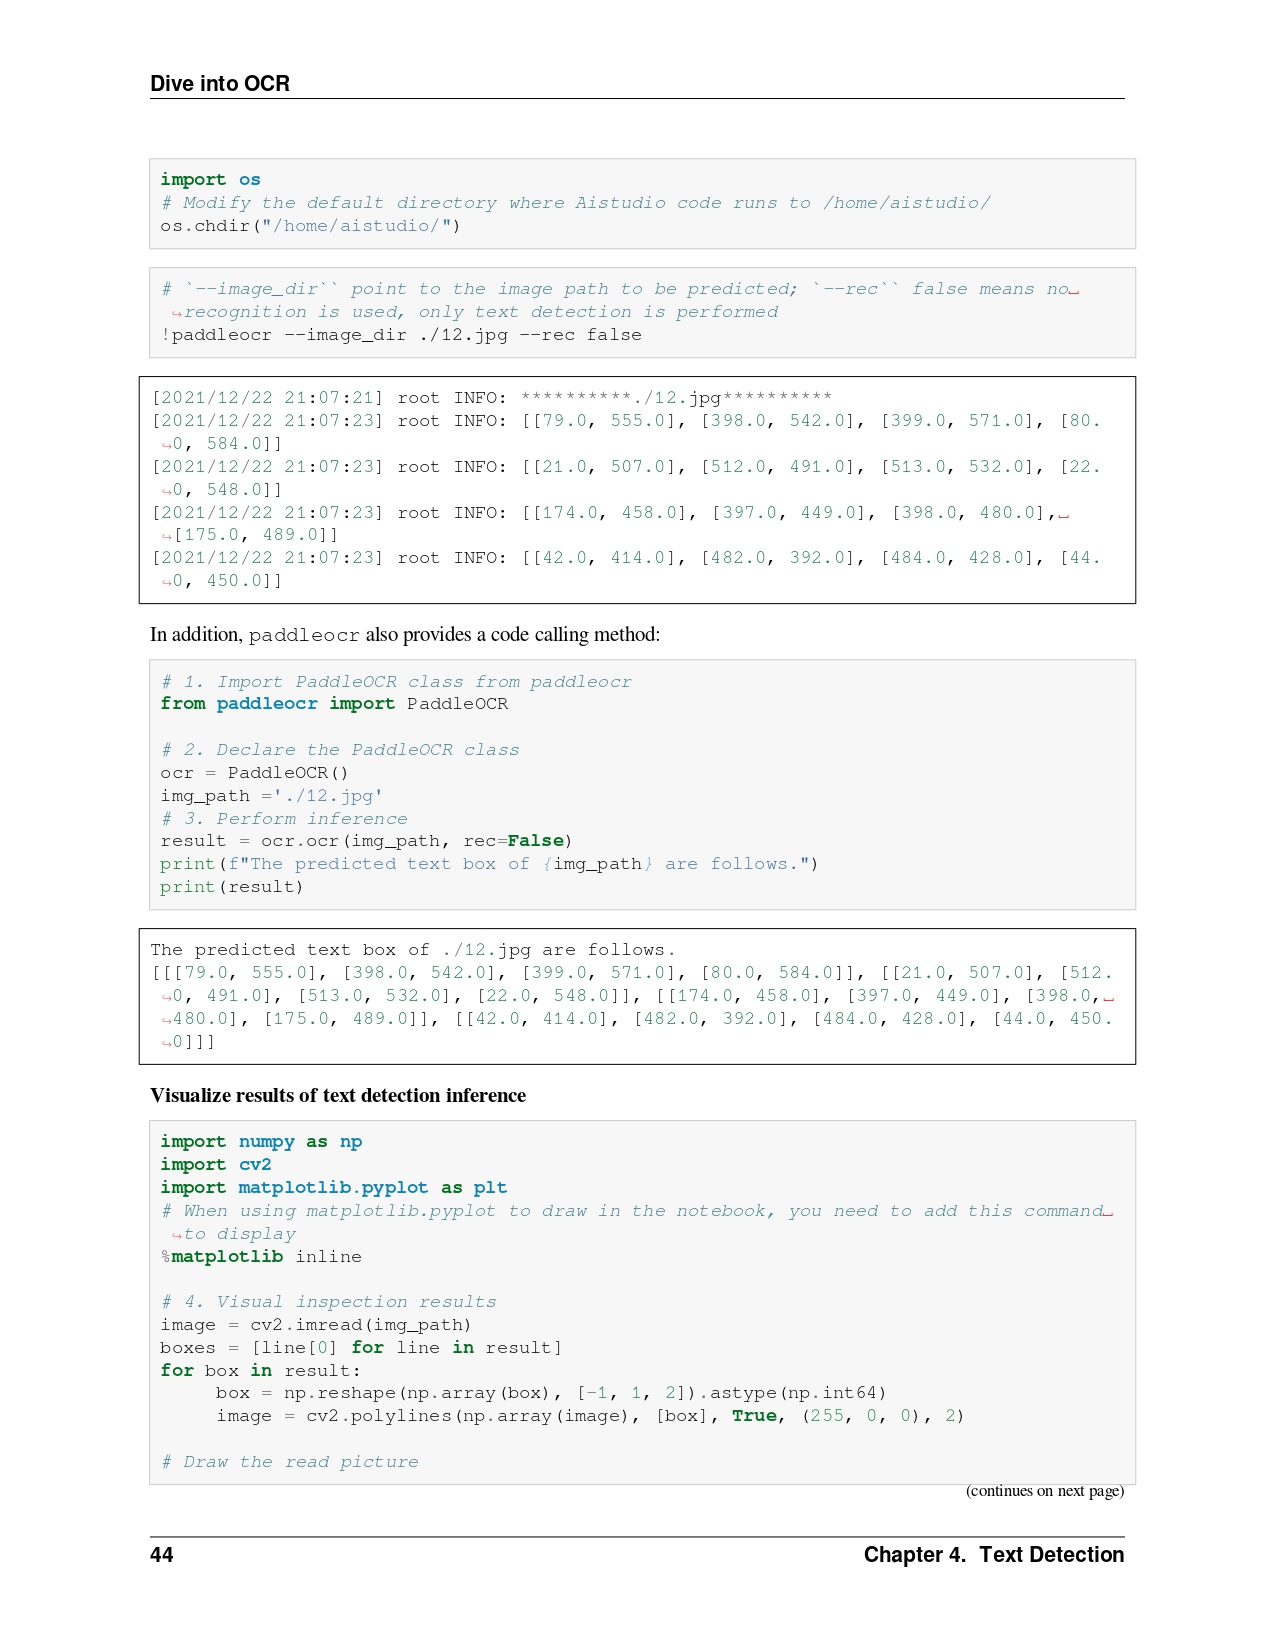 Dive into OCR
import os
# Modify the default directory where Aistudio code runs to /home/aistudio/
os.chdir("/home/aistudio/")
# `--image_dir`` point to the image path to be predicted; `--rec`` false means no␣
↪recognition is used, only text detection is performed
!paddleocr --image_dir ./12.jpg --rec false
[2021/12/22 21:07:21] root INFO: **********./12.jpg**********
[2021/12/22 21:07:23] root INFO: [[79.0, 555.0], [398.0, 542.0], [399.0, 571.0], [80.
↪0, 584.0]]
[2021/12/22 21:07:23] root INFO: [[21.0, 507.0], [512.0, 491.0], [513.0, 532.0], [22.
↪0, 548.0]]
[2021/12/22 21:07:23] root INFO: [[174.0, 458.0], [397.0, 449.0], [398.0, 480.0],␣
↪[175.0, 489.0]]
[2021/12/22 21:07:23] root INFO: [[42.0, 414.0], [482.0, 392.0], [484.0, 428.0], [44.
↪0, 450.0]]
In addition, paddleocr also provides a code calling method:
# 1. Import PaddleOCR class from paddleocr
from paddleocr import PaddleOCR
# 2. Declare the PaddleOCR class
ocr = PaddleOCR()
img_path ='./12.jpg'
# 3. Perform inference
result = ocr.ocr(img_path, rec=False)
print(f"The predicted text box of {img_path} are follows.")
print(result)
The predicted text box of ./12.jpg are follows.
[[[79.0, 555.0], [398.0, 542.0], [399.0, 571.0], [80.0, 584.0]], [[21.0, 507.0], [512.
↪0, 491.0], [513.0, 532.0], [22.0, 548.0]], [[174.0, 458.0], [397.0, 449.0], [398.0,␣
↪480.0], [175.0, 489.0]], [[42.0, 414.0], [482.0, 392.0], [484.0, 428.0], [44.0, 450.
↪0]]]
Visualize results of text detection inference
import numpy as np
import cv2
import matplotlib.pyplot as plt
# When using matplotlib.pyplot to draw in the notebook, you need to add this command␣
↪to display
%matplotlib inline
# 4. Visual inspection results
image = cv2.imread(img_path)
boxes = [line[0] for line in result]
for box in result:
    box = np.reshape(np.array(box), [-1, 1, 2]).astype(np.int64)
    image = cv2.polylines(np.array(image), [box], True, (255, 0, 0), 2)
# Draw the read picture
(continues on next page)
44 Chapter 4. Text Detection